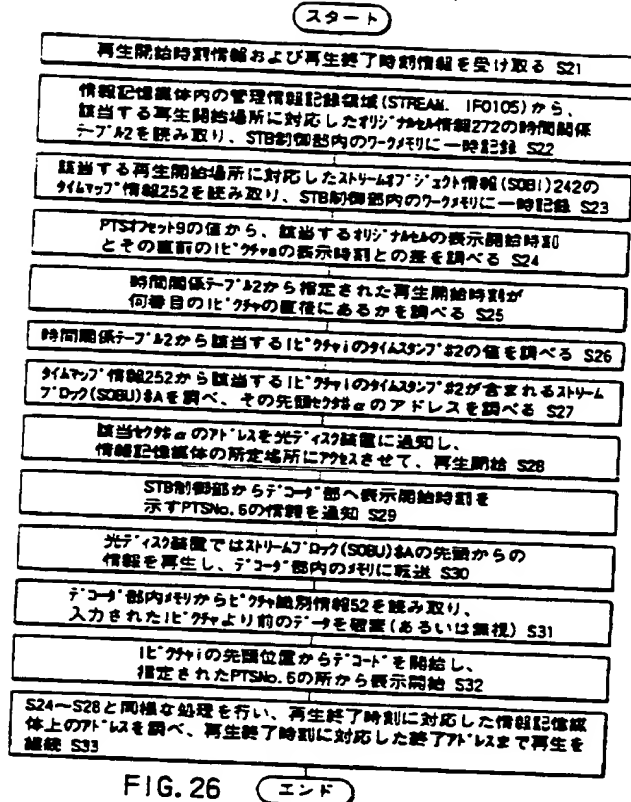 スタート
再生開始時刻情報および再生終了時刻情報を受け取る S21
情報記憶媒体内の管理情報記録領域(STREAM. IFO105)から、
該当する再生開始場所に対応したオリジナルセル情報272の時間関係
テーブル2を読み取り、STB制御部内のワークメモリに一時記録 S22
該当する再生開始場所に対応したストリームオブジェクト情報(SOBI)242の
タイムマップ情報252を読み取り、STB制御部内のワークメモリに一時記録 S23
PTSオフセット9の値から、該当するオリジナルセルの表示開始時刻
とその直前のIピクチャaの表示時刻との差を調べる S24
時間関係テーブル2から指定された再生開始時刻が
何番目のIピクチャの直後にあるかを調べる S25
時間関係テーブル2から該当するIピクチャiのタイムスタンプ#2の値を調べる S26
タイムマップ情報252から該当するIピクチャiのタイムスタンプ#2が含まれるストリーム
ブロック(SOBU)#Aを調べ、その先頭セクタ#αのアドレスを調べる S27
該当セクタ#αのアドレスを光ディスク装置に通知し、
情報記憶媒体の所定場所にアクセスさせて、再生開始 S28
STB制御部からデコーダ部へ表示開始時刻を
示すPTSNo.6の情報を通知 S29
光ディスク装置ではストリームブロック(SOBU)#Aの先頭からの
情報を再生し、デコーダ部内のメモリに転送 S30
デコーダ部内メモリからピクチャ識別情報52を読み取り、
入力されたIピクチャより前のデータを破棄(あるいは無視) S31
Iピクチャiの先頭位置からデコードを開始し、
指定されたPTSNo.6の所から表示開始 S32
S24～S28と同様な処理を行い、再生終了時刻に対応した情報記憶媒
体上のアドレスを調べ、再生終了時刻に対応した終了アドレスまで再生を
継続 S33
エンド
FIG. 26